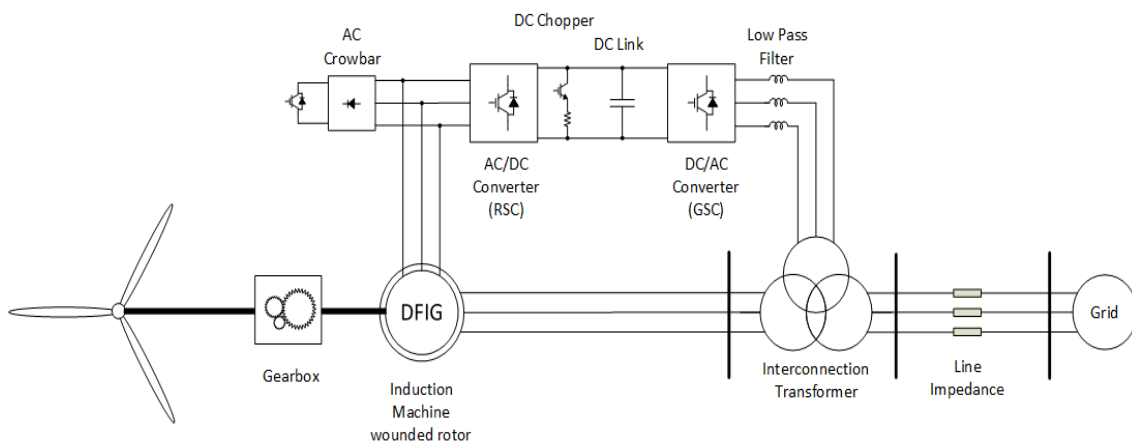 AC
Crowbar
DC Chopper
DC Link
Low Pass
Filter
AC/DC
Converter
(RSC)
DC/AC
Converter
(GSC)
DFIG
Grid
Gearbox
Induction
Machine
wounded rotor
Interconnection
Transformer
Line
Impedance